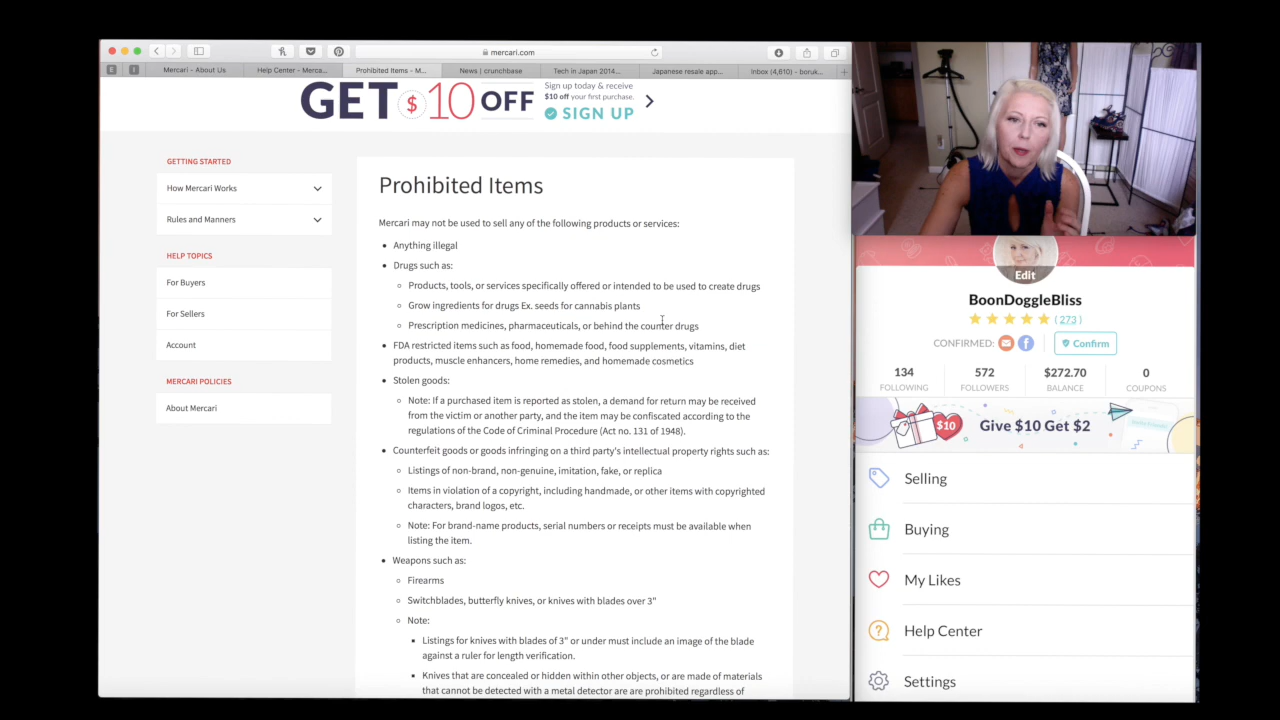 mercari.com
E
I
Mercari - About Us
Help Center - Merca...
Prohibited Items - M...
News | crunchbase
Tech in Japan 2014...
Japanese resale app...
Inbox (4,610) - boruk...
GET $10 OFF
Sign up today & receive
$10 off your first purchase.
SIGN UP
GETTING STARTED
How Mercari Works
Rules and Manners
HELP TOPICS
For Buyers
For Sellers
Account
MERCARI POLICIES
About Mercari
Prohibited Items
Mercari may not be used to sell any of the following products or services:
Anything illegal
Drugs such as:
Products, tools, or services specifically offered or intended to be used to create drugs
Grow ingredients for drugs Ex. seeds for cannabis plants
Prescription medicines, pharmaceuticals, or behind the counter drugs
FDA restricted items such as food, homemade food, food supplements, vitamins, diet
products, muscle enhancers, home remedies, and homemade cosmetics
Stolen goods:
Note: If a purchased item is reported as stolen, a demand for return may be received
from the victim or another party, and the item may be confiscated according to the
regulations of the Code of Criminal Procedure (Act no. 131 of 1948).
Counterfeit goods or goods infringing on a third party's intellectual property rights such as:
Listings of non-brand, non-genuine, imitation, fake, or replica
Items in violation of a copyright, including handmade, or other items with copyrighted
characters, brand logos, etc.
Note: For brand-name products, serial numbers or receipts must be available when
listing the item.
Weapons such as:
Firearms
Switchblades, butterfly knives, or knives with blades over 3"
Note:
Listings for knives with blades of 3" or under must include an image of the blade
against a ruler for length verification.
Knives that are concealed or hidden within other objects, or are made of materials
that cannot be detected with a metal detector are are prohibited regardless of
Edit
BoonDoggleBliss
( 273 )
CONFIRMED:
Confirm
134
FOLLOWING
572
FOLLOWERS
$272.70
BALANCE
0
COUPONS
$10
Give $10 Get $2
Selling
Buying
My Likes
Help Center
Settings